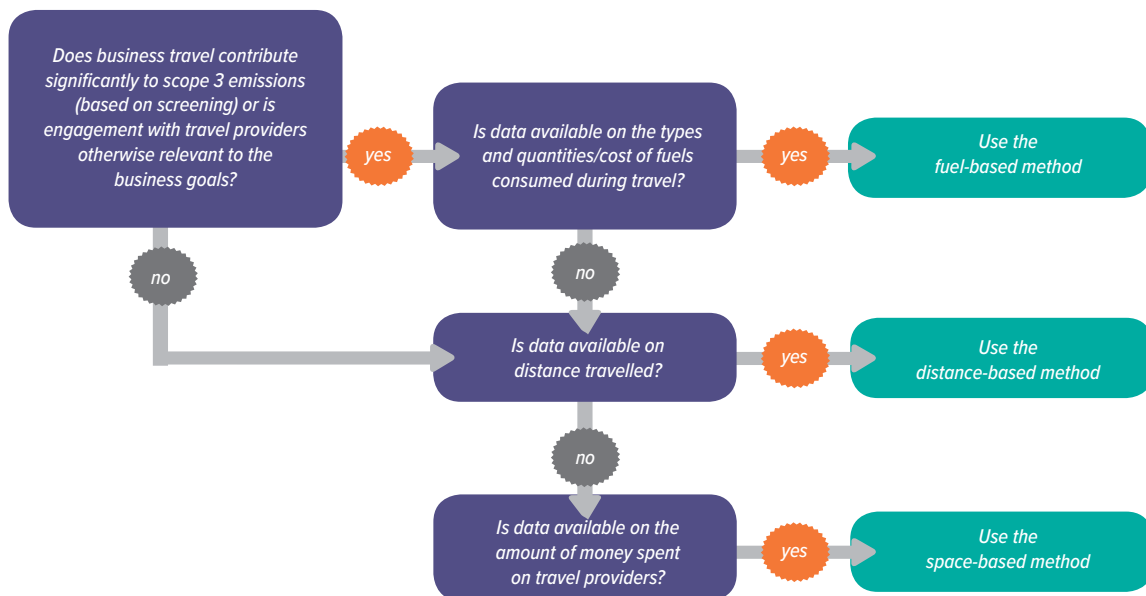 Does business travel contribute
significantly to scope 3 emissions
(based on screening) or is
engagement with travel providers
otherwise relevant to the
business goals?
yes
Is data available on the types
and quantities/cost of fuels
consumed during travel?
yes
Use the
fuel-based method
no
no
Is data available on
distance travelled?
yes
Use the
distance-based method
no
Is data available on the
amount of money spent
on travel providers?
yes
Use the
space-based method